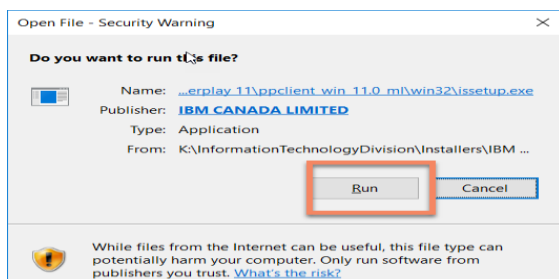 Open File - Security Warning
Do you want to run this file?
Name: ...erplay 11\ppclient_win_11.0_ml\win32\issetup.exe
Publisher: IBM CANADA LIMITED
Type: Application
From: K:\InformationTechnologyDivision\Installers\IBM ...
Run Cancel
While files from the Internet can be useful, this file type can
potentially harm your computer. Only run software from
publishers you trust. What's the risk?